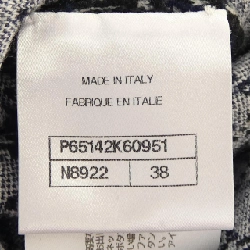 MADE IN ITALY
FABRIQUE EN ITALIE
P65142K60951
N8922 38